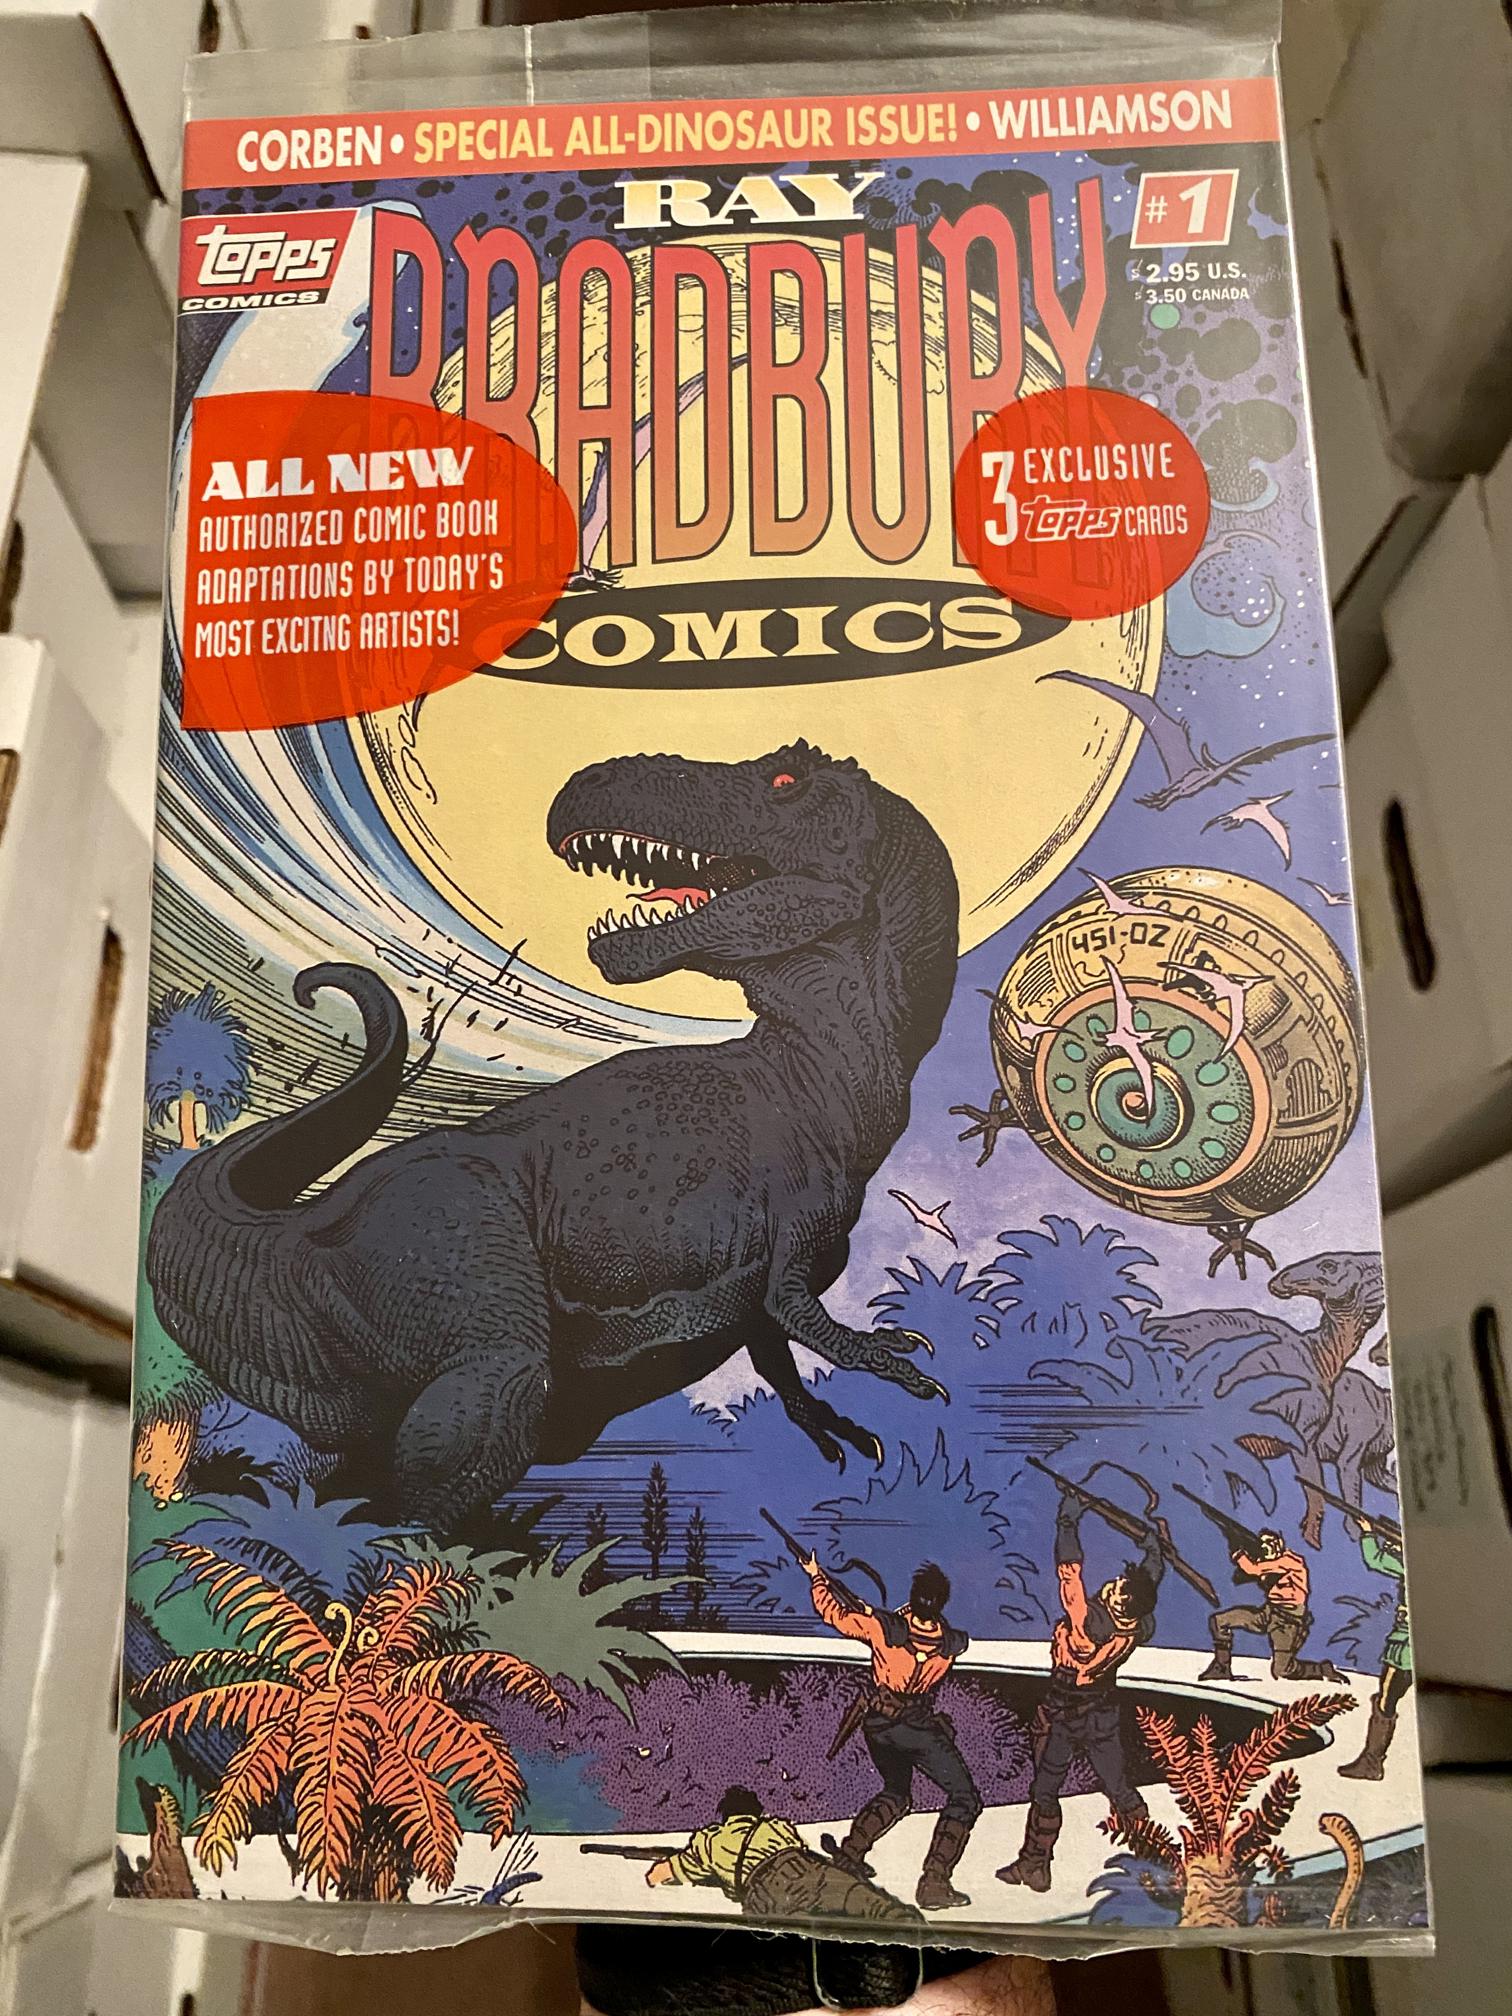 CORBEN • SPECIAL ALL-DINOSAUR ISSUE! • WILLIAMSON
RAY
BRADBURY
COMICS
topps
COMICS
#1
$2.95 U.S.
$3.50 CANADA
ALL NEW
AUTHORIZED COMIC BOOK
ADAPTATIONS BY TODAY'S
MOST EXCITNG ARTISTS!
3 EXCLUSIVE
topps CARDS
451-OZ